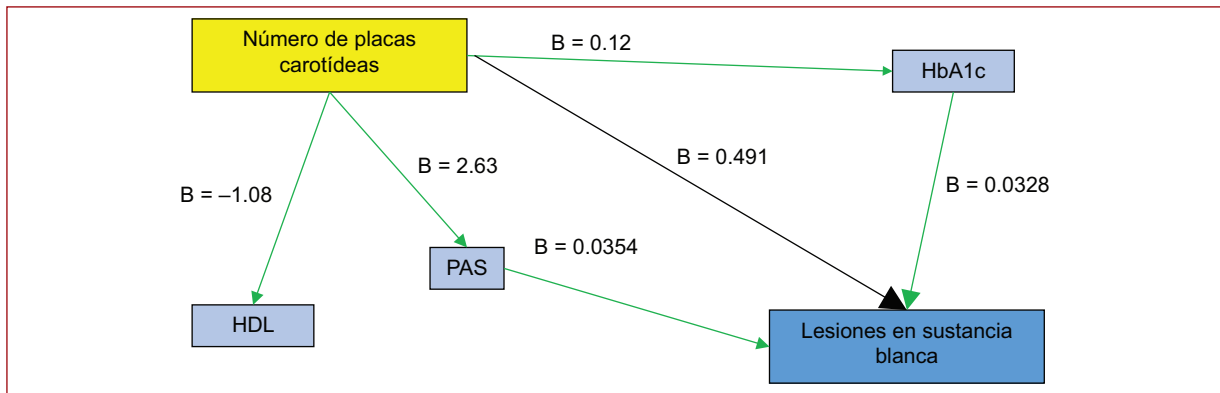 Número de placas
carotídeas
B = 0.12
HbA1c
B = 0.491
B = 2.63
B = –1.08
B = 0.0328
B = 0.0354
PAS
HDL
Lesiones en sustancia
blanca